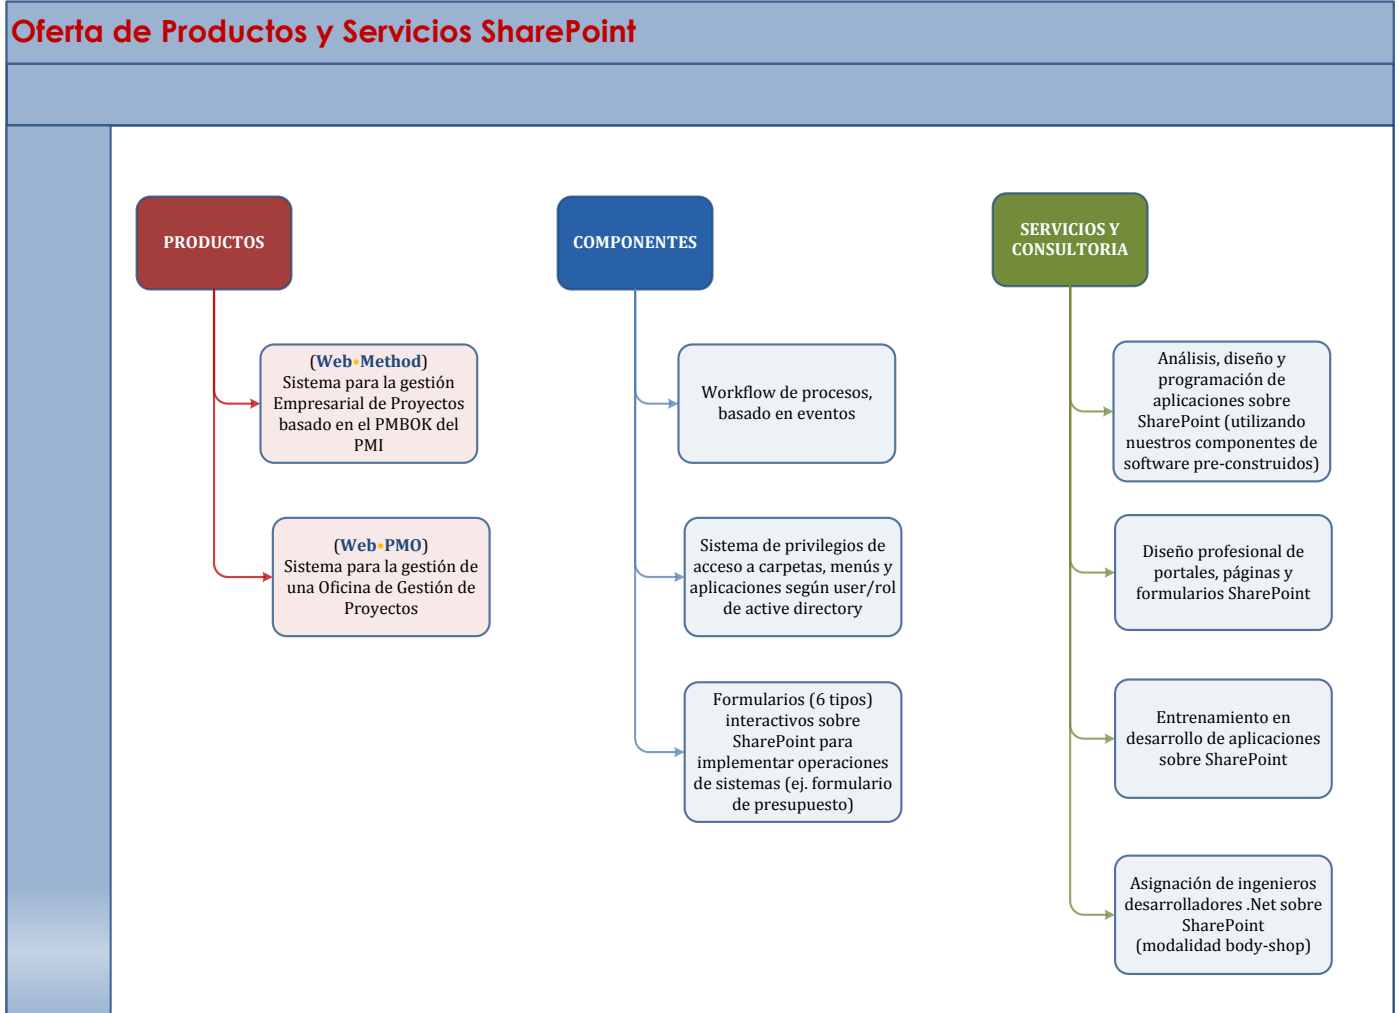 Oferta de Productos y Servicios SharePoint
PRODUCTOS
(Web•Method)
Sistema para la gestión
Empresarial de Proyectos
basado en el PMBOK del
PMI
(Web•PMO)
Sistema para la gestión de
una Oficina de Gestión de
Proyectos
COMPONENTES
Workflow de procesos,
basado en eventos
Sistema de privilegios de
acceso a carpetas, menús y
aplicaciones según user/rol
de active directory
Formularios (6 tipos)
interactivos sobre
SharePoint para
implementar operaciones
de sistemas (ej. formulario
de presupuesto)
SERVICIOS Y
CONSULTORIA
Análisis, diseño y
programación de
aplicaciones sobre
SharePoint (utilizando
nuestros componentes de
software pre-construidos)
Diseño profesional de
portales, páginas y
formularios SharePoint
Entrenamiento en
desarrollo de aplicaciones
sobre SharePoint
Asignación de ingenieros
desarrolladores .Net sobre
SharePoint
(modalidad body-shop)